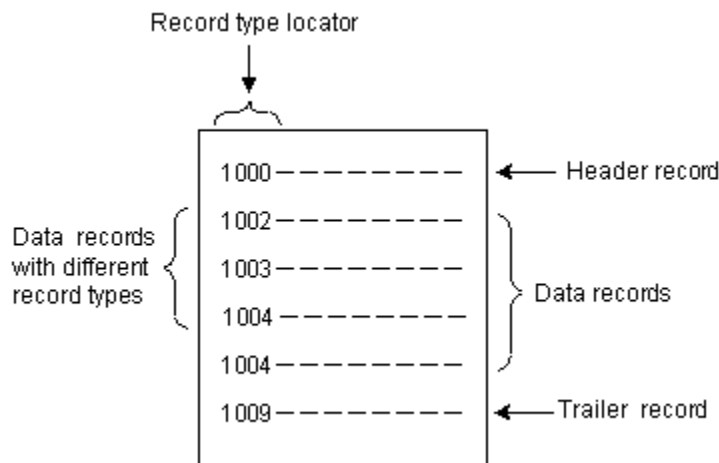 Record type locator
1000
Header record
1002
Data records
with different
record types
1003
Data records
1004
1004
1009
Trailer record